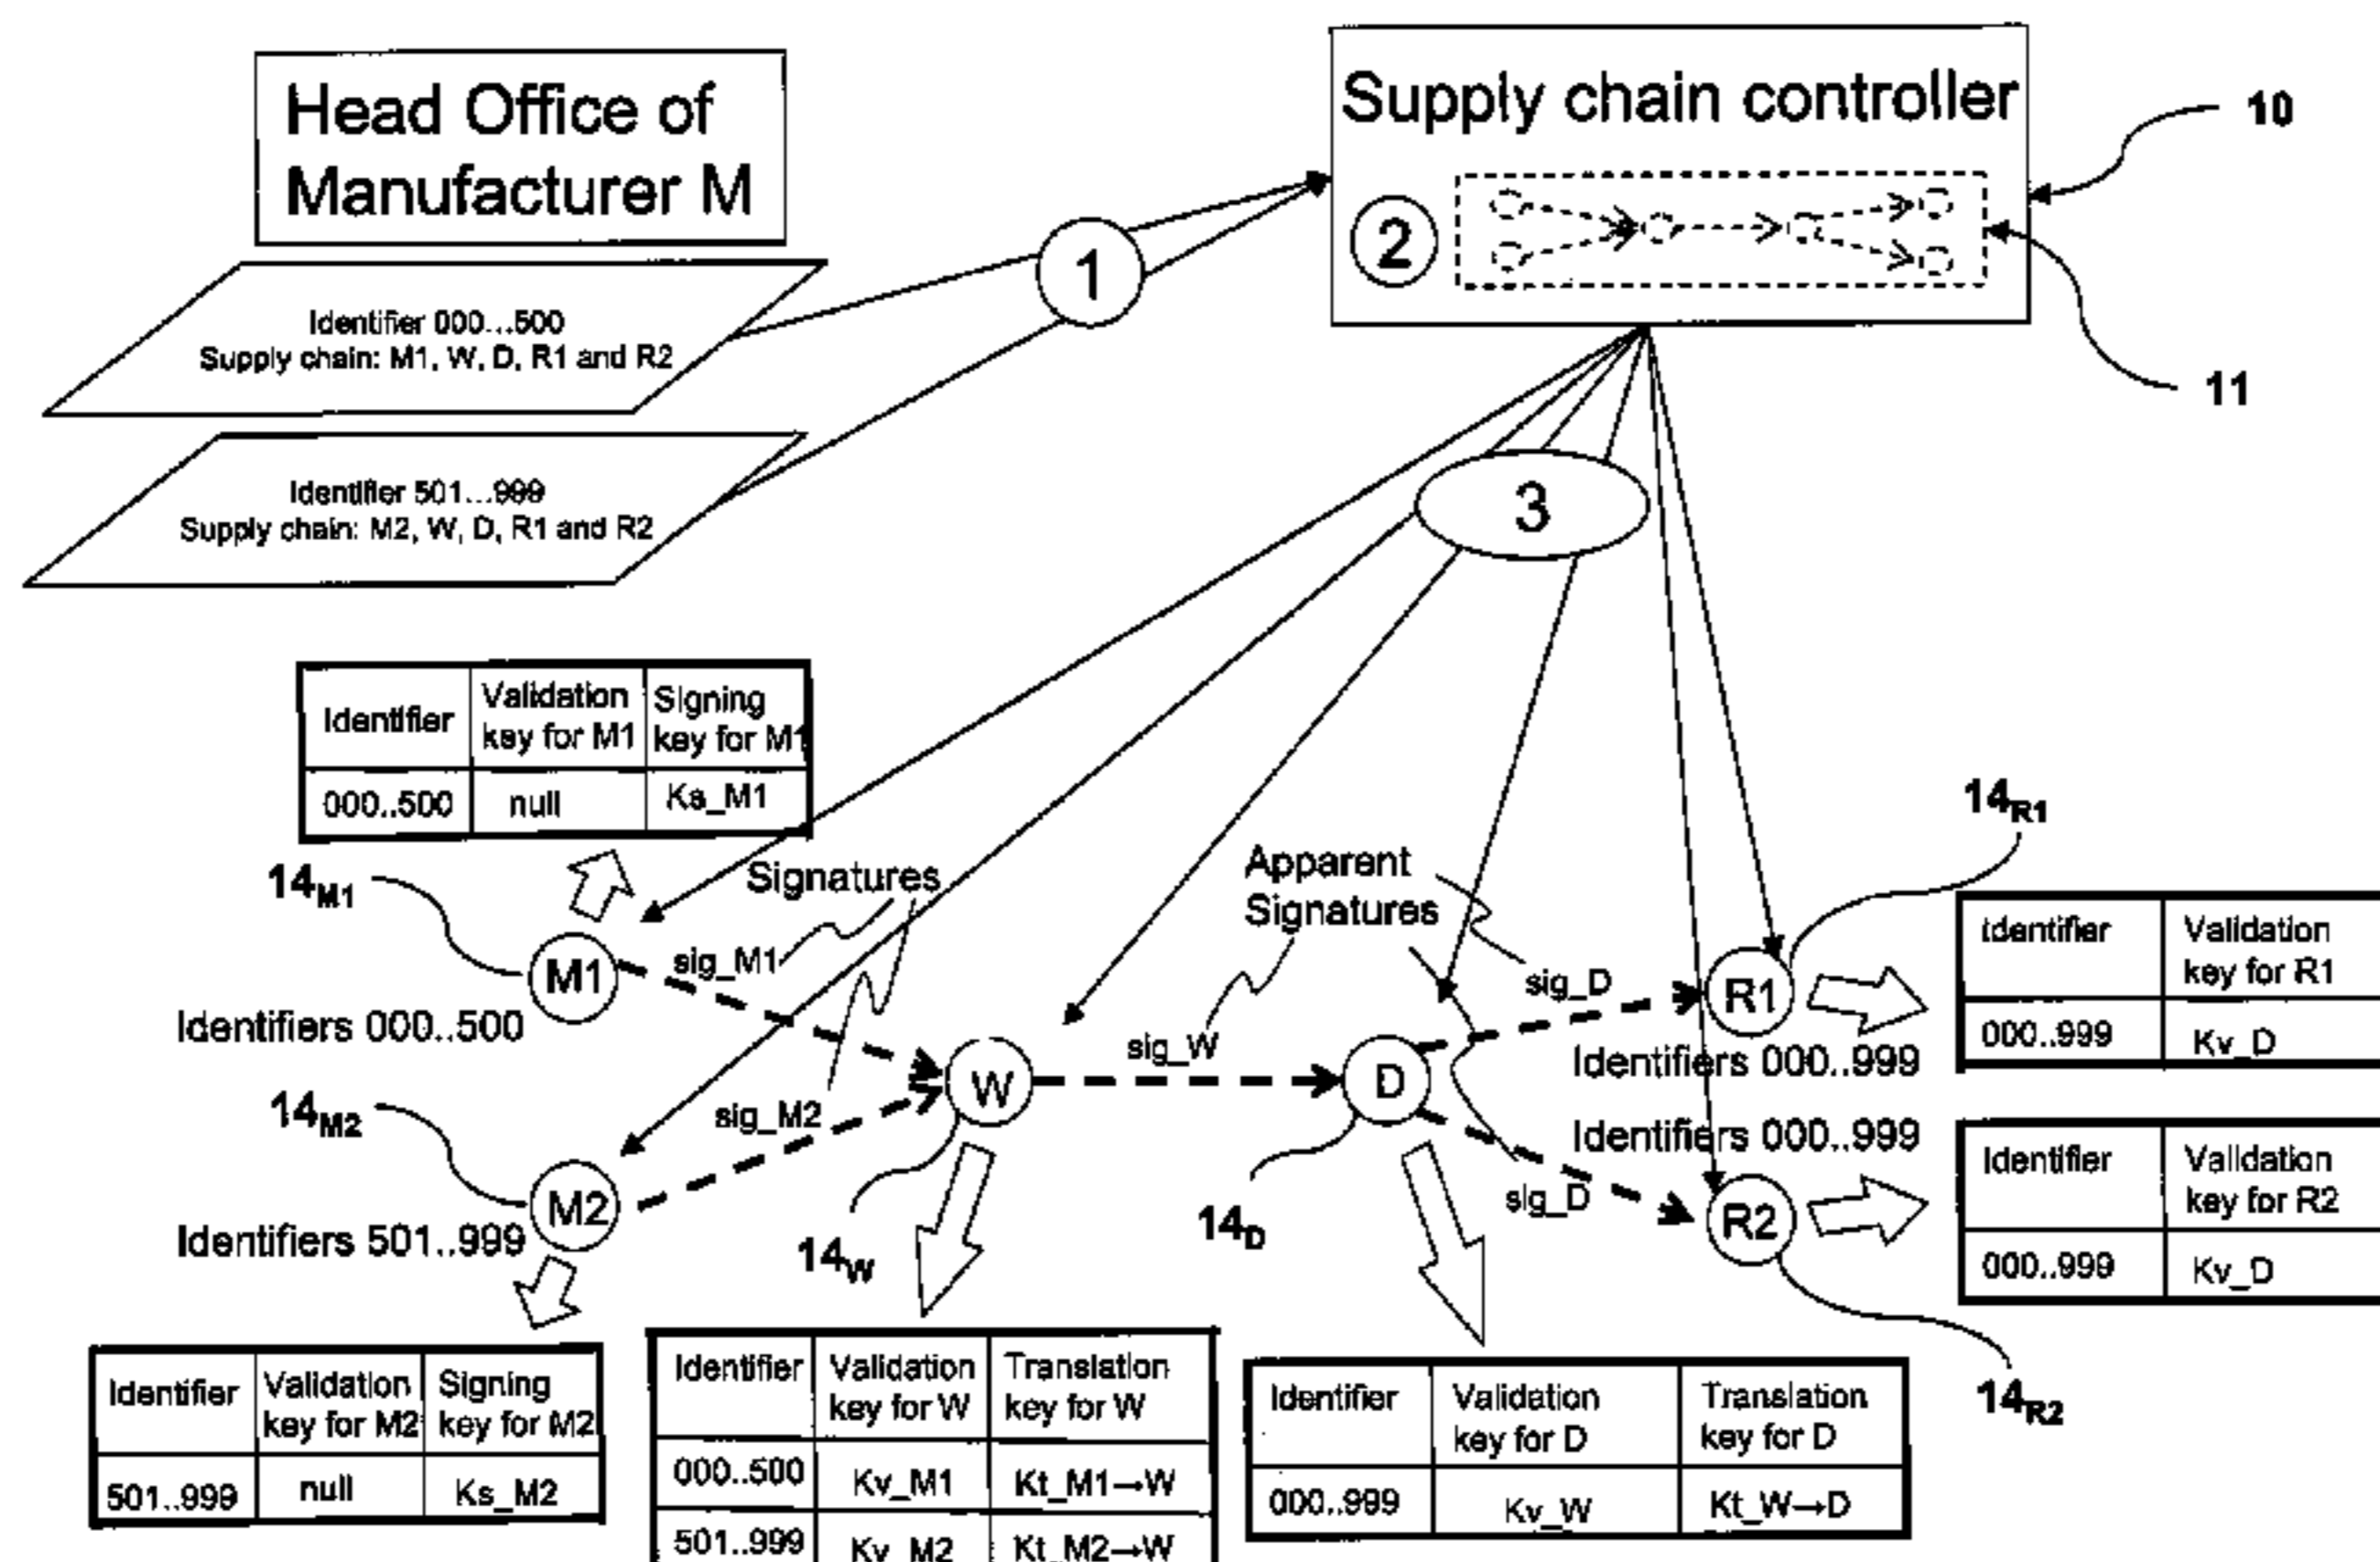 Head Office of
Manufacturer M
Supply chain controller
10
2
11
1
Identifier 000...500
Supply chain: M1, W, D, R1 and R2
Identifier 501...999
Supply chain: M2, W, D, R1 and R2
3
Identifier Validation key for M1 Signing key for M1
000..500 null Ks_M1
14M1
Signatures
Apparent
Signatures
14R1
M1
sig_M1
sig_D
R1
Identifiers 000..500
Identifier Validation key for R1
000..999 Kv_D
sig_W
Identifiers 000..999
W
D
14M2
sig_M2
Identifiers 000..999
Identifier Validation key for R2
000..999 Kv_D
M2
sig_D
R2
Identifiers 501..999
14W
14D
14R2
Identifier Validation key for M2 Signing key for M2
501..999 null Ks_M2
Identifier Validation key for W Translation key for W
000..500 Kv_M1 Kt_M1→W
501..999 Kv_M2 Kt_M2→W
Identifier Validation key for D Translation key for D
000..999 Kv_W Kt_W→D